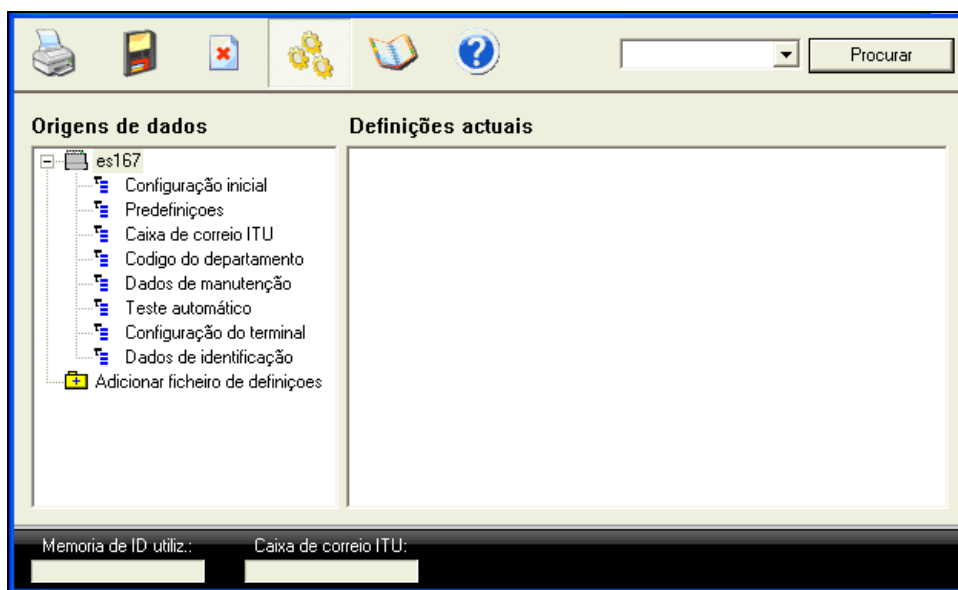 Procurar
Origens de dados
Definições actuais
es167
Configuração inicial
Predefiniçoes
Caixa de correio ITU
Codigo do departamento
Dados de manutenção
Teste automático
Configuração do terminal
Dados de identificação
Adicionar ficheiro de definiçoes
Memoria de ID utiliz.:
Caixa de correio ITU: